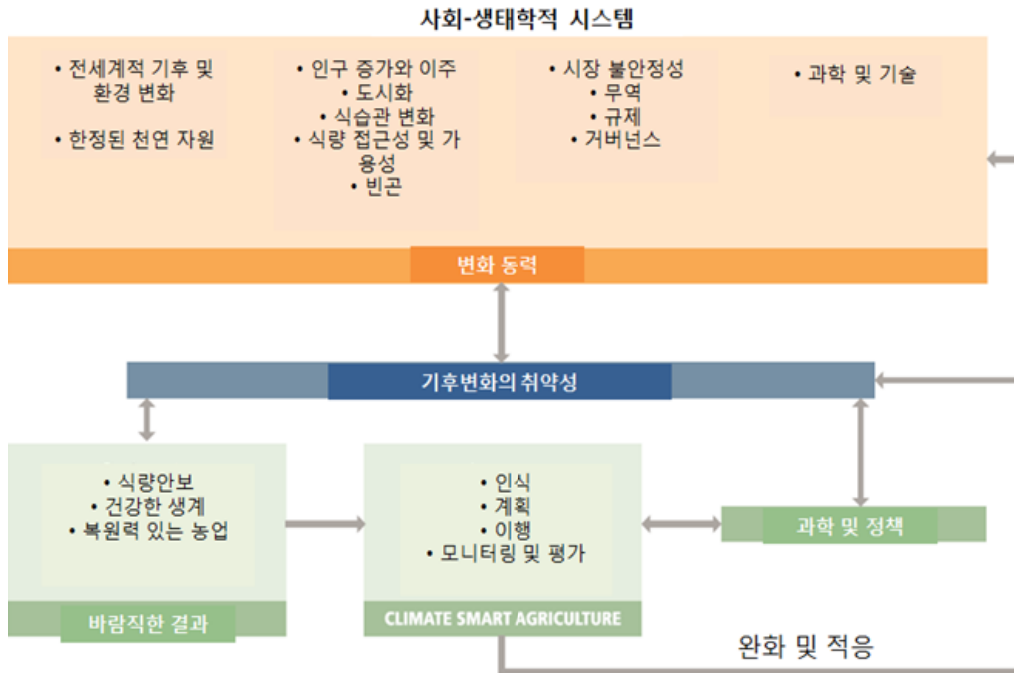 사회-생태학적 시스템
• 전세계적 기후 및
환경 변화
• 한정된 천연 자원
• 인구 증가와 이주
• 도시화
• 식습관 변화
• 식량 접근성 및 가
용성
• 빈곤
• 시장 불안정성
• 무역
• 규제
• 거버넌스
• 과학 및 기술
변화 동력
기후변화의 취약성
• 식량안보
• 건강한 생계
• 복원력 있는 농업
바람직한 결과
• 인식
• 계획
• 이행
• 모니터링 및 평가
CLIMATE SMART AGRICULTURE
과학 및 정책
완화 및 적응